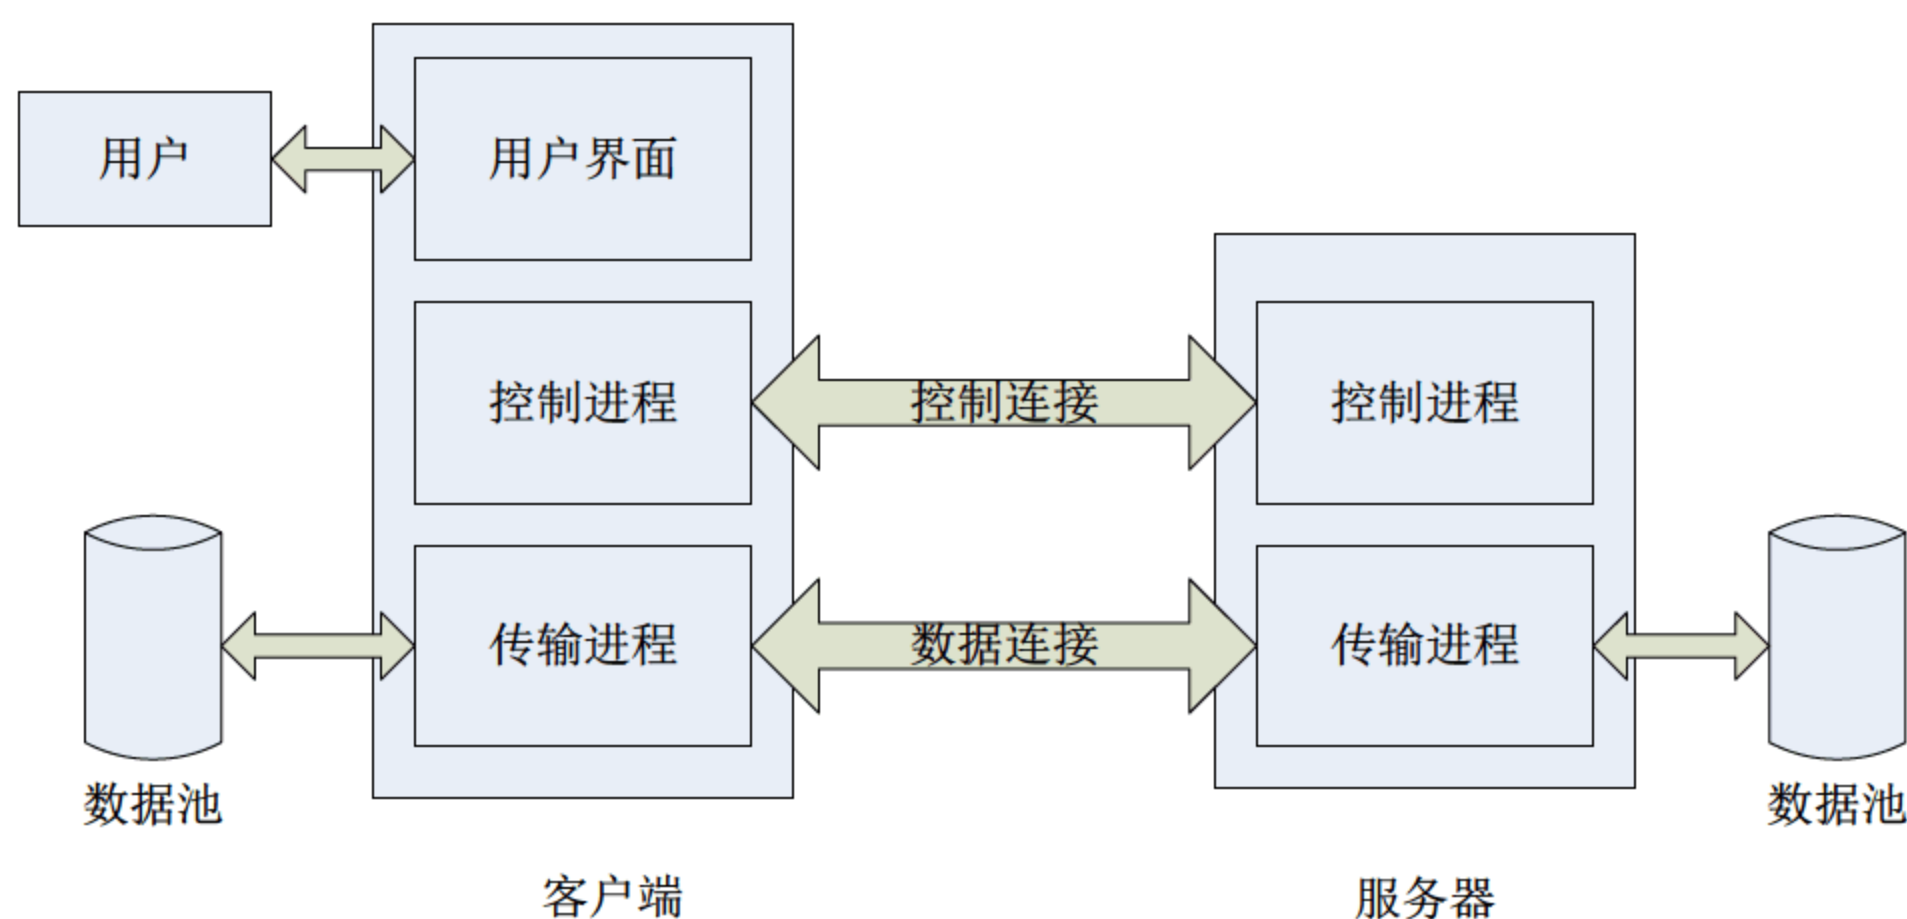 用户
用户界面
控制进程
控制连接
控制进程
传输进程
数据连接
传输进程
数据池
数据池
客户端
服务器